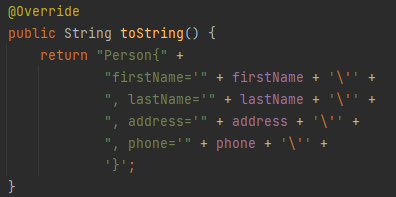 @Override
public String toString() {
    return "Person{" +
            "firstName='" + firstName + '\'' +
            ", lastName='" + lastName + '\'' +
            ", address='" + address + '\'' +
            ", phone='" + phone + '\'' +
            '}';
}